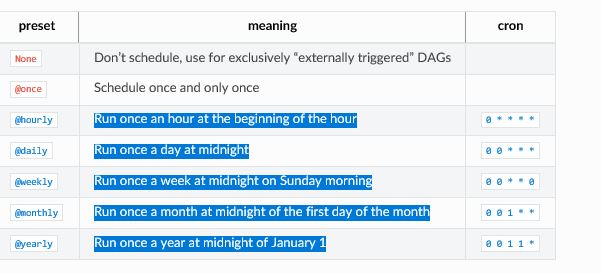 preset meaning cron
None Don’t schedule, use for exclusively “externally triggered” DAGs
@once Schedule once and only once
@hourly Run once an hour at the beginning of the hour 0 * * * *
@daily Run once a day at midnight 0 0 * * *
@weekly Run once a week at midnight on Sunday morning 0 0 * * 0
@monthly Run once a month at midnight of the first day of the month 0 0 1 * *
@yearly Run once a year at midnight of January 1 0 0 1 1 *